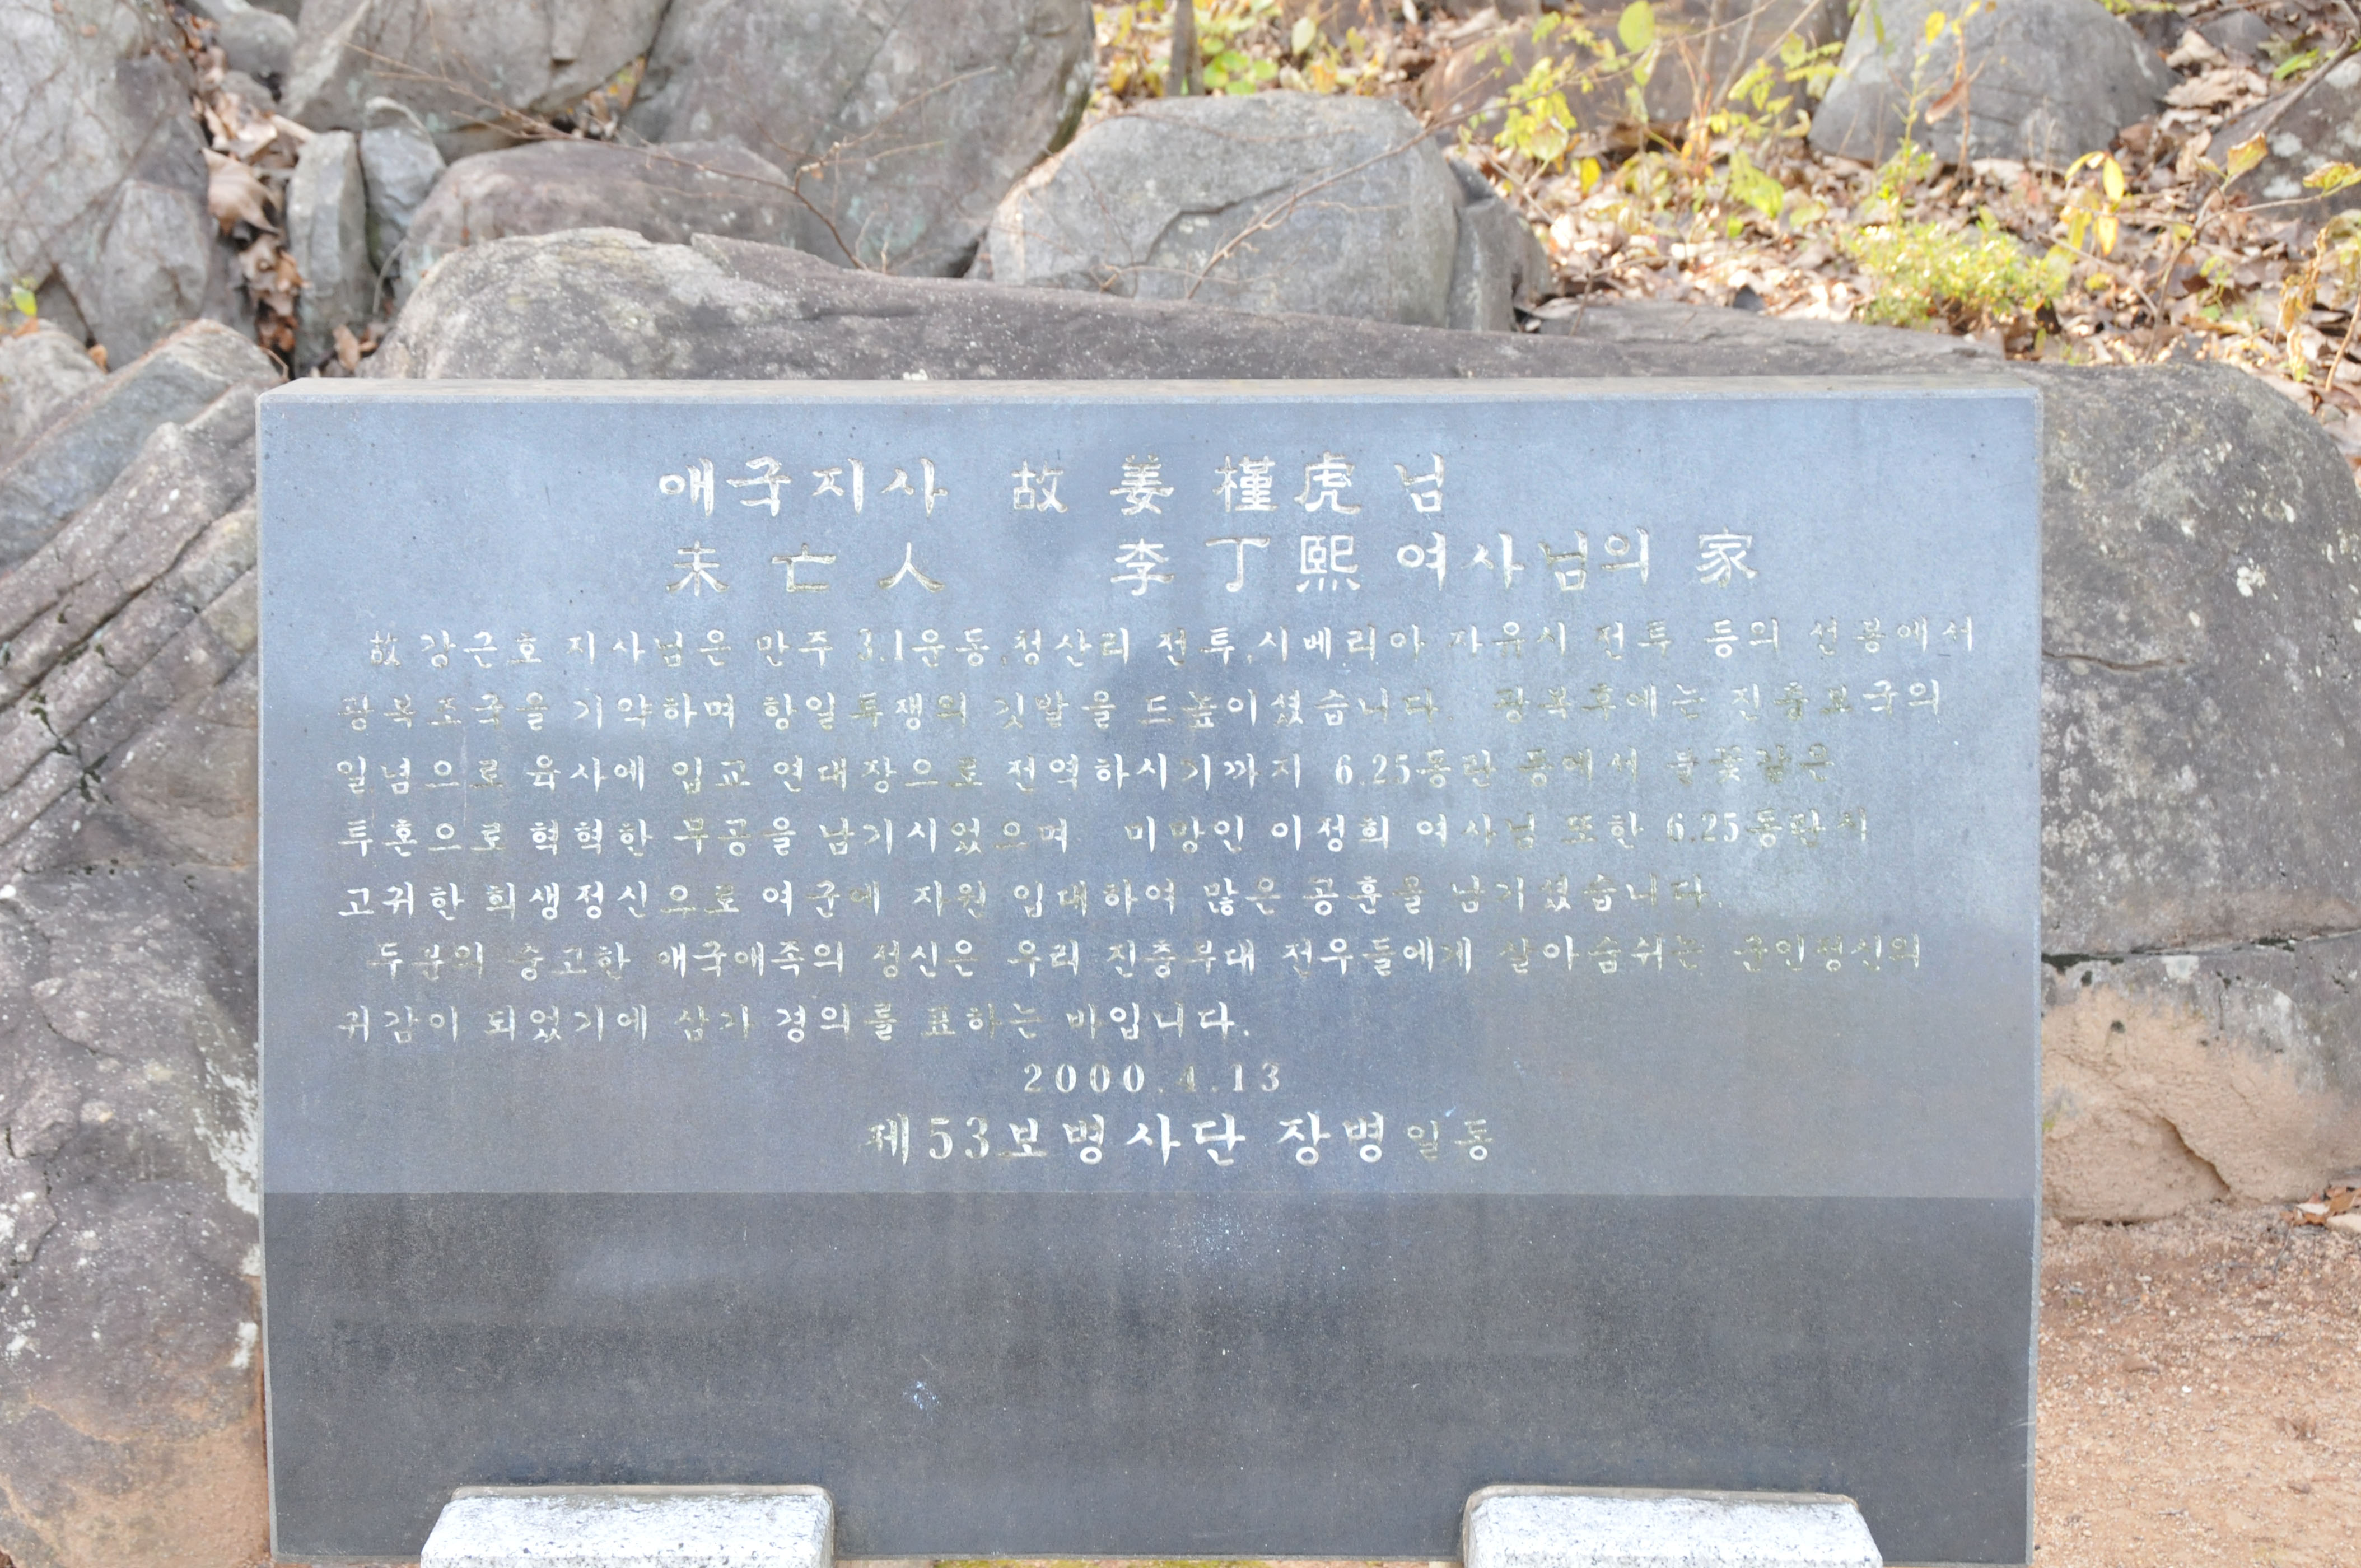 애국지사 故 姜 槿虎 님
未 亡 人 李 丁 熙 여사님의 家
故 강근호 지사님은 만주 3.1운동.청산리 전투.시베리아 자유시 전투 등의 선봉에서
광복조국을 기약하며 항일투쟁의 깃발을 드높이셨습니다. 광복후에는 진충보국의
일념으로 육사에 입교 연대장으로 전역하시기까지 6.25동란 등에서 불꽃같은
투혼으로 혁혁한 무공을 남기시었으며 미망인 이정희 여사님 또한 6.25동란시
고귀한 희생정신으로 여군에 자원 입대하여 많은 공훈을 남기셨습니다.
두분의 숭고한 애국애족의 정신은 우리 진충부대 전우들에게 살아숨쉬는 군인정신의
귀감이 되었기에 삼가 경의를 표하는 바입니다.
2000.4.13
제53보병사단 장병일동